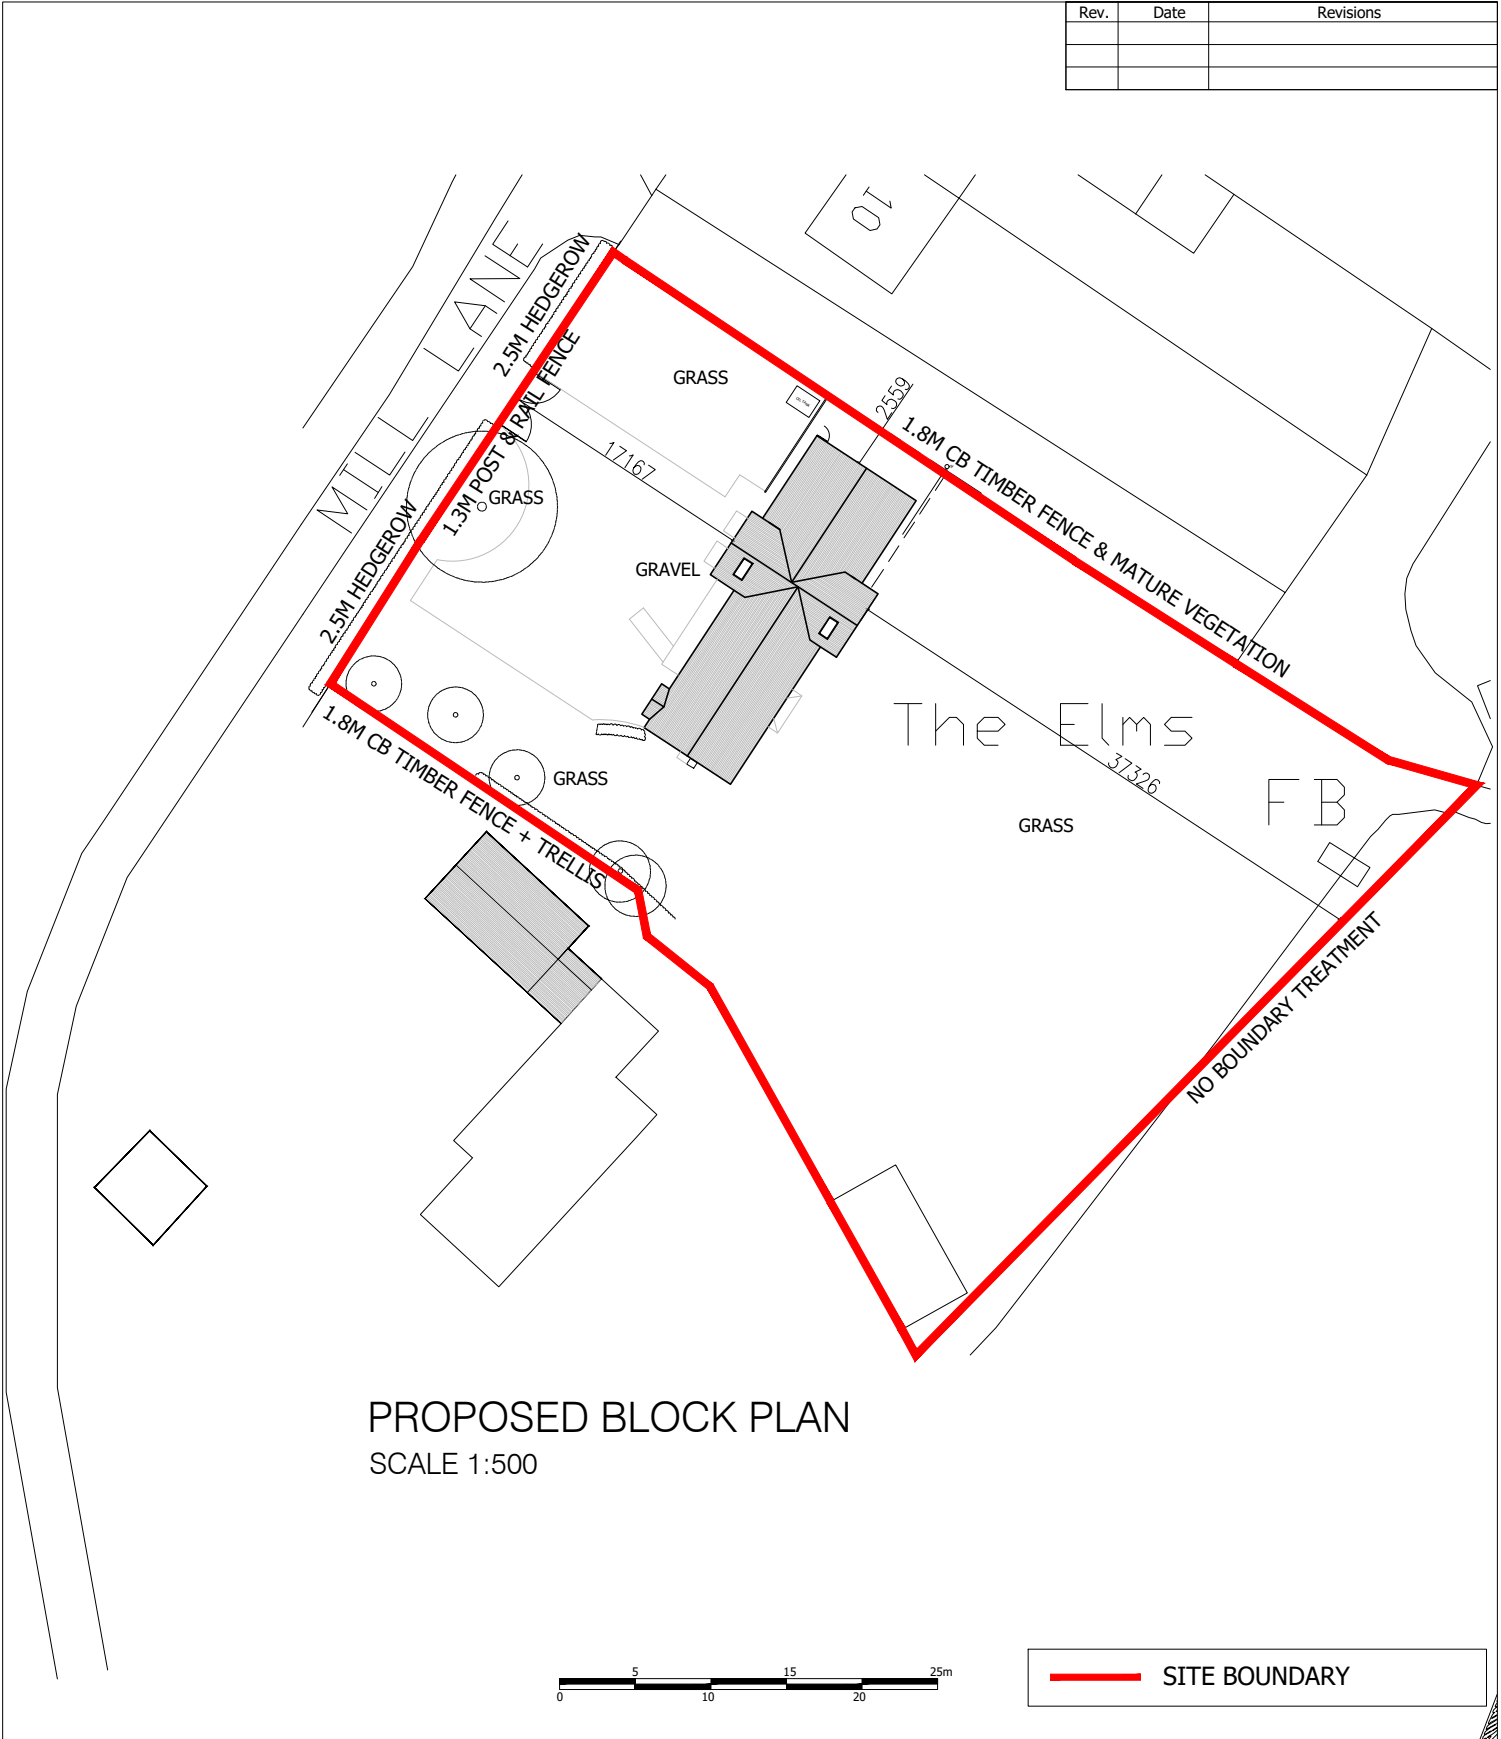 Rev. Date Revisions
10
MILL LANE
2.5M HEDGEROW
1.3M POST & RAIL FENCE
GRASS
2559
1.8M CB TIMBER FENCE & MATURE VEGETATION
17167
GRASS
2.5M HEDGEROW
GRAVEL
The Elms
37326
FB
1.8M CB TIMBER FENCE + TRELLIS
GRASS
GRASS
NO BOUNDARY TREATMENT
PROPOSED BLOCK PLAN
SCALE 1:500
5 15 25m
0 10 20
SITE BOUNDARY